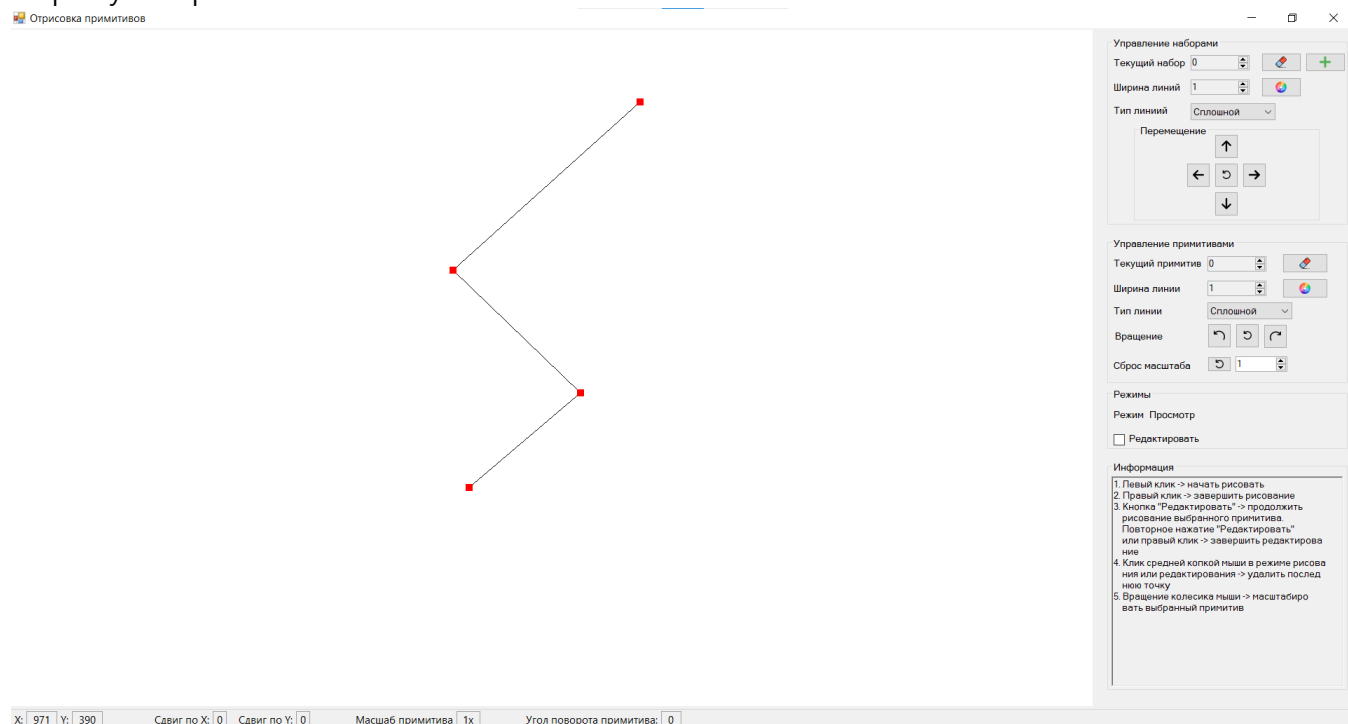 Отрисовка примитивов
Управление наборами
Текущий набор 0
Ширина линий 1
Тип линиий Сплошной
Перемещение
Управление примитивами
Текущий примитив 0
Ширина линии 1
Тип линии Сплошной
Вращение
Сброс масштаба 1
Режимы
Режим Просмотр
Редактировать
Информация
1. Левый клик -> начать рисовать
2. Правый клик -> завершить рисование
3. Кнопка "Редактировать" -> продолжить
рисование выбранного примитива.
Повторное нажатие "Редактировать"
или правый клик -> завершить редактирова
ние
4. Клик средней копкой мыши в режиме рисова
ния или редактирования -> удалить послед
нюю точку
5. Вращение колесика мыши -> масштабиро
вать выбранный примитив
X: 971 Y: 390 Сдвиг по X: 0 Сдвиг по Y: 0 Масшаб примитива 1x Угол поворота примитива: 0